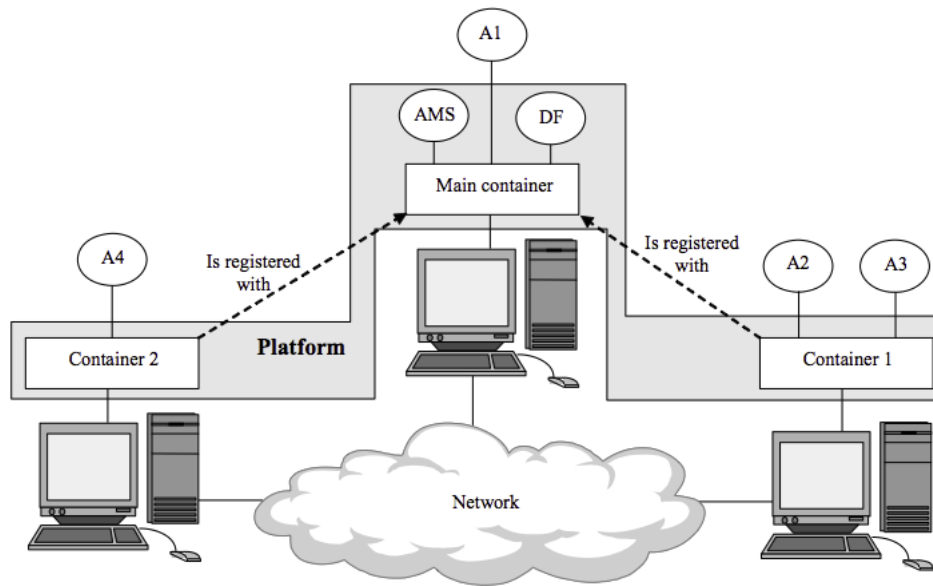 A1
AMS
DF
Main container
A4
Is registered
with
Is registered
with
A2
A3
Platform
Container 2
Container 1
Network